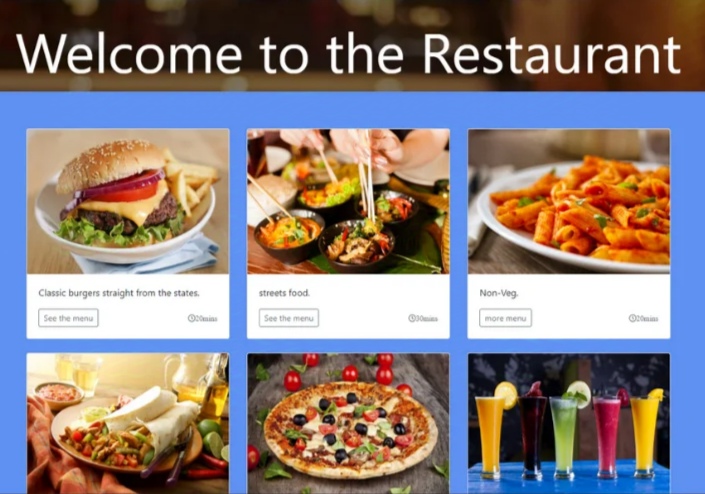 Welcome to the Restaurant
Classic burgers straight from the states.
See the menu
20mins
streets food.
See the menu
30mins
Non-Veg.
more menu
20mins